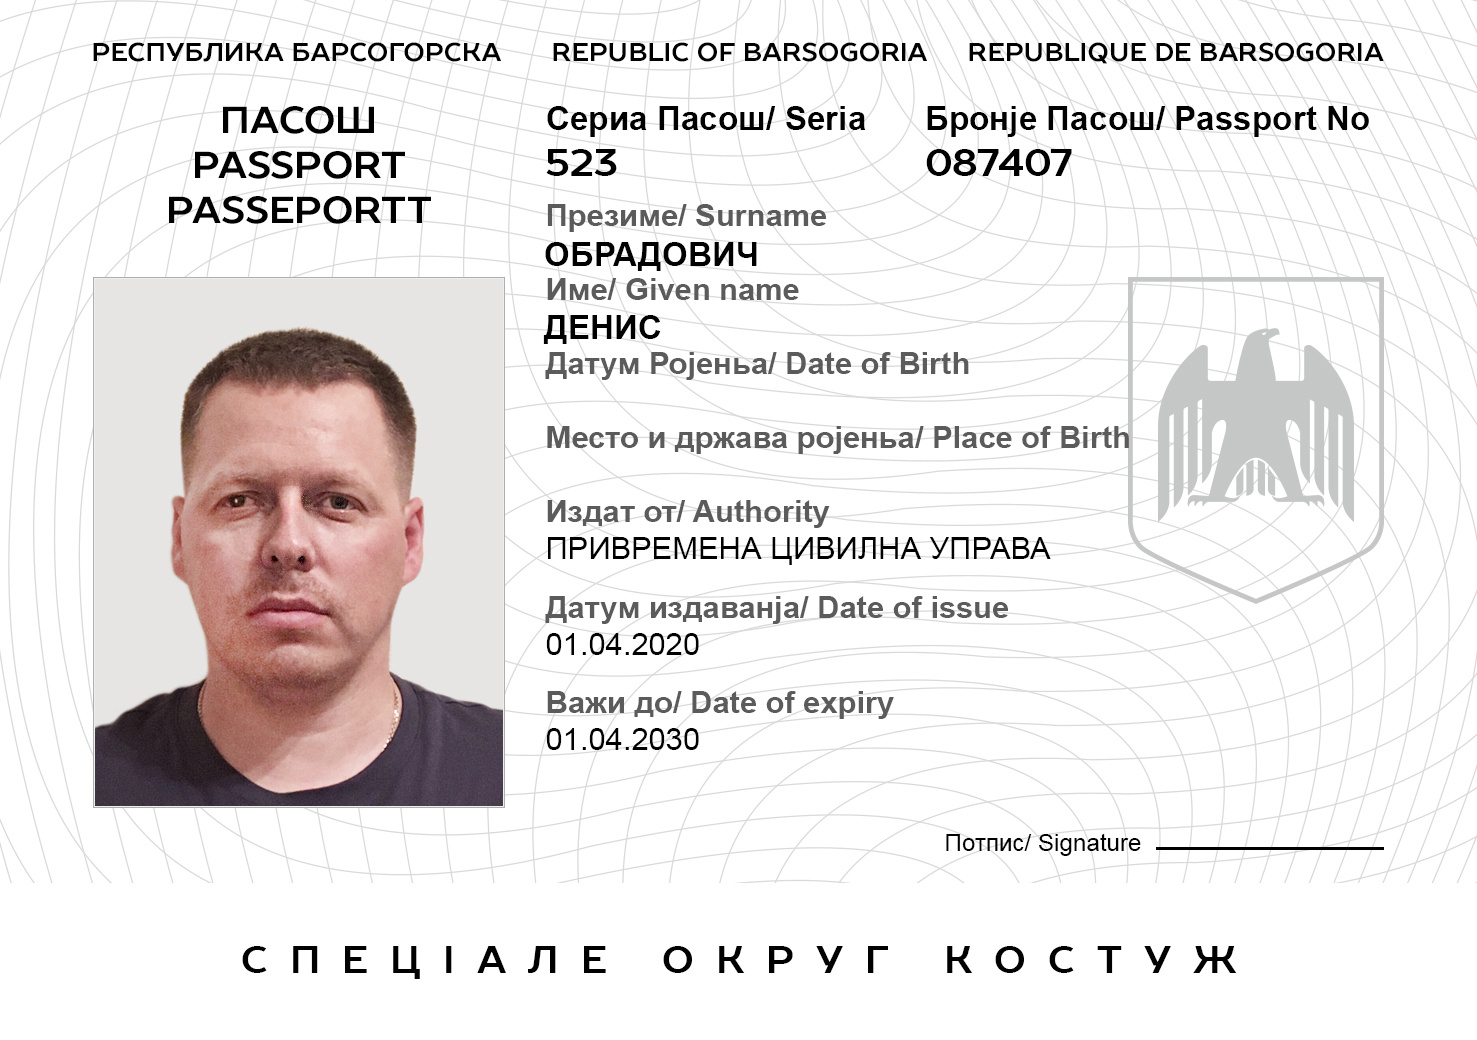 РЕСПУБЛИКА БАРСОГОРСКА REPUBLIC OF BARSOGORIA REPUBLIQUE DE BARSOGORIA
ПАСОШ
PASSPORT
PASSEPORTT
Сериа Пасош/ Seria Бронје Пасош/ Passport No
523 087407
Презиме/ Surname
ОБРАДОВИЧ
Име/ Given name
ДЕНИС
Датум Ројења/ Date of Birth
Место и држава ројења/ Place of Birth
Издат от/ Authority
ПРИВРЕМЕНА ЦИВИЛНА УПРАВА
Датум издаванја/ Date of issue
01.04.2020
Важи до/ Date of expiry
01.04.2030
Потпис/ Signature
СПЕЦІАЛЕ ОКРУГ КОСТУЖ